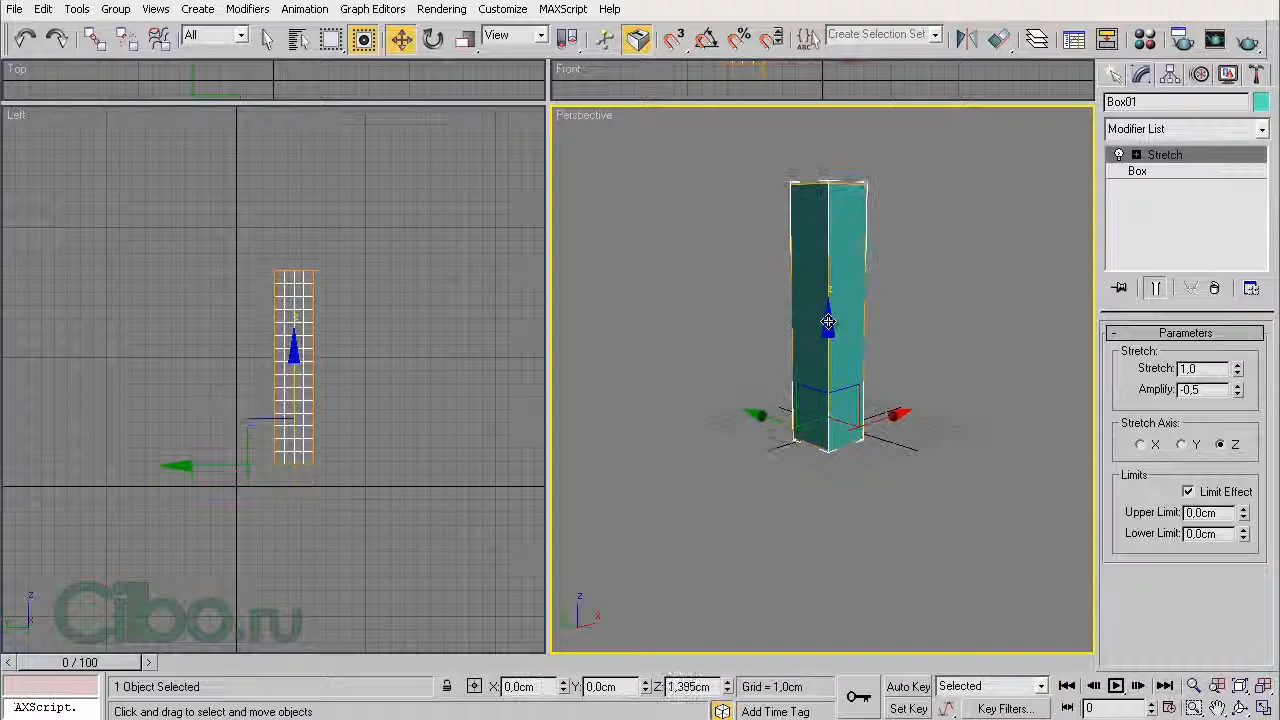 File Edit Tools Group Views Create Modifiers Animation Graph Editors Rendering Customize MAXScript Help
All View Create Selection Set
Top Front
Box01
Left Perspective
Modifier List
Stretch
Box
Parameters
Stretch:
Stretch: 1,0
Amplify: -0,5
Stretch Axis:
X Y Z
Limits
Limit Effect
Upper Limit: 0,0cm
Lower Limit: 0,0cm
z x
Cibo.ru
z
0 / 100
1 Object Selected X 0,0cm Y 0,0cm Z 1,395cm Grid = 1,0cm Auto Key Selected
AXScript. Click and drag to select and move objects Add Time Tag Set Key Key Filters... 0